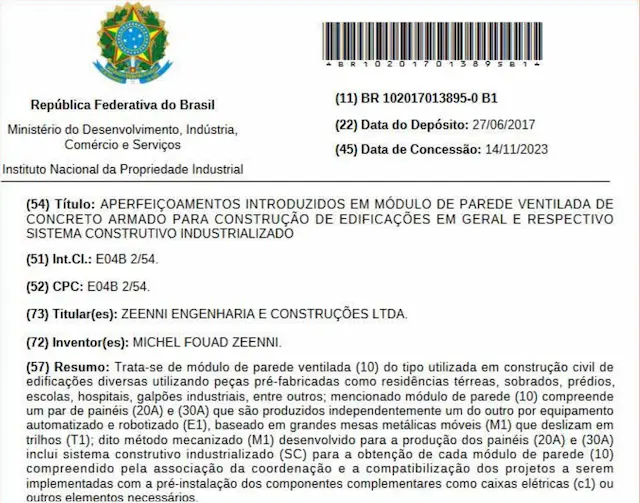 *BR102017013895B1*
República Federativa do Brasil
(11) BR 102017013895-0 B1
Ministério do Desenvolvimento, Indústria,
Comércio e Serviços
(22) Data do Depósito: 27/06/2017
Instituto Nacional da Propriedade Industrial
(45) Data de Concessão: 14/11/2023
(54) Título: APERFEIÇOAMENTOS INTRODUZIDOS EM MÓDULO DE PAREDE VENTILADA DE
CONCRETO ARMADO PARA CONSTRUÇÃO DE EDIFICAÇÕES EM GERAL E RESPECTIVO
SISTEMA CONSTRUTIVO INDUSTRIALIZADO
(51) Int.Cl.: E04B 2/54.
(52) CPC: E04B 2/54.
(73) Titular(es): ZEENNI ENGENHARIA E CONSTRUÇÕES LTDA.
(72) Inventor(es): MICHEL FOUAD ZEENNI.
(57) Resumo: Trata-se de módulo de parede ventilada (10) do tipo utilizada em construção civil de
edificações diversas utilizando peças pré-fabricadas como residências térreas, sobrados, prédios,
escolas, hospitais, galpões industriais, entre outros; mencionado módulo de parede (10) compreende
um par de painéis (20A) e (30A) que são produzidos independentemente um do outro por equipamento
automatizado e robotizado (E1), baseado em grandes mesas metálicas móveis (M1) que deslizam em
trilhos (T1); dito método mecanizado (M1) desenvolvido para a produção dos painéis (20A) e (30A)
inclui sistema construtivo industrializado (SC) para a obtenção de cada módulo de parede (10)
compreendido pela associação da coordenação e a compatibilização dos projetos a serem
implementadas com a pré-instalação dos componentes complementares como caixas elétricas (c1) ou
outros elementos necessários.